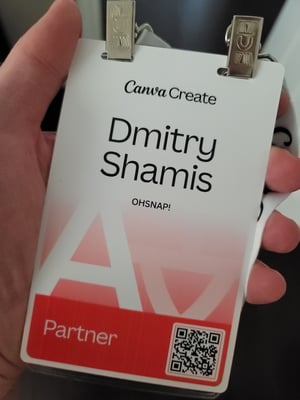 Canva Create
Dmitry
Shamis
OHSNAP!
Partner